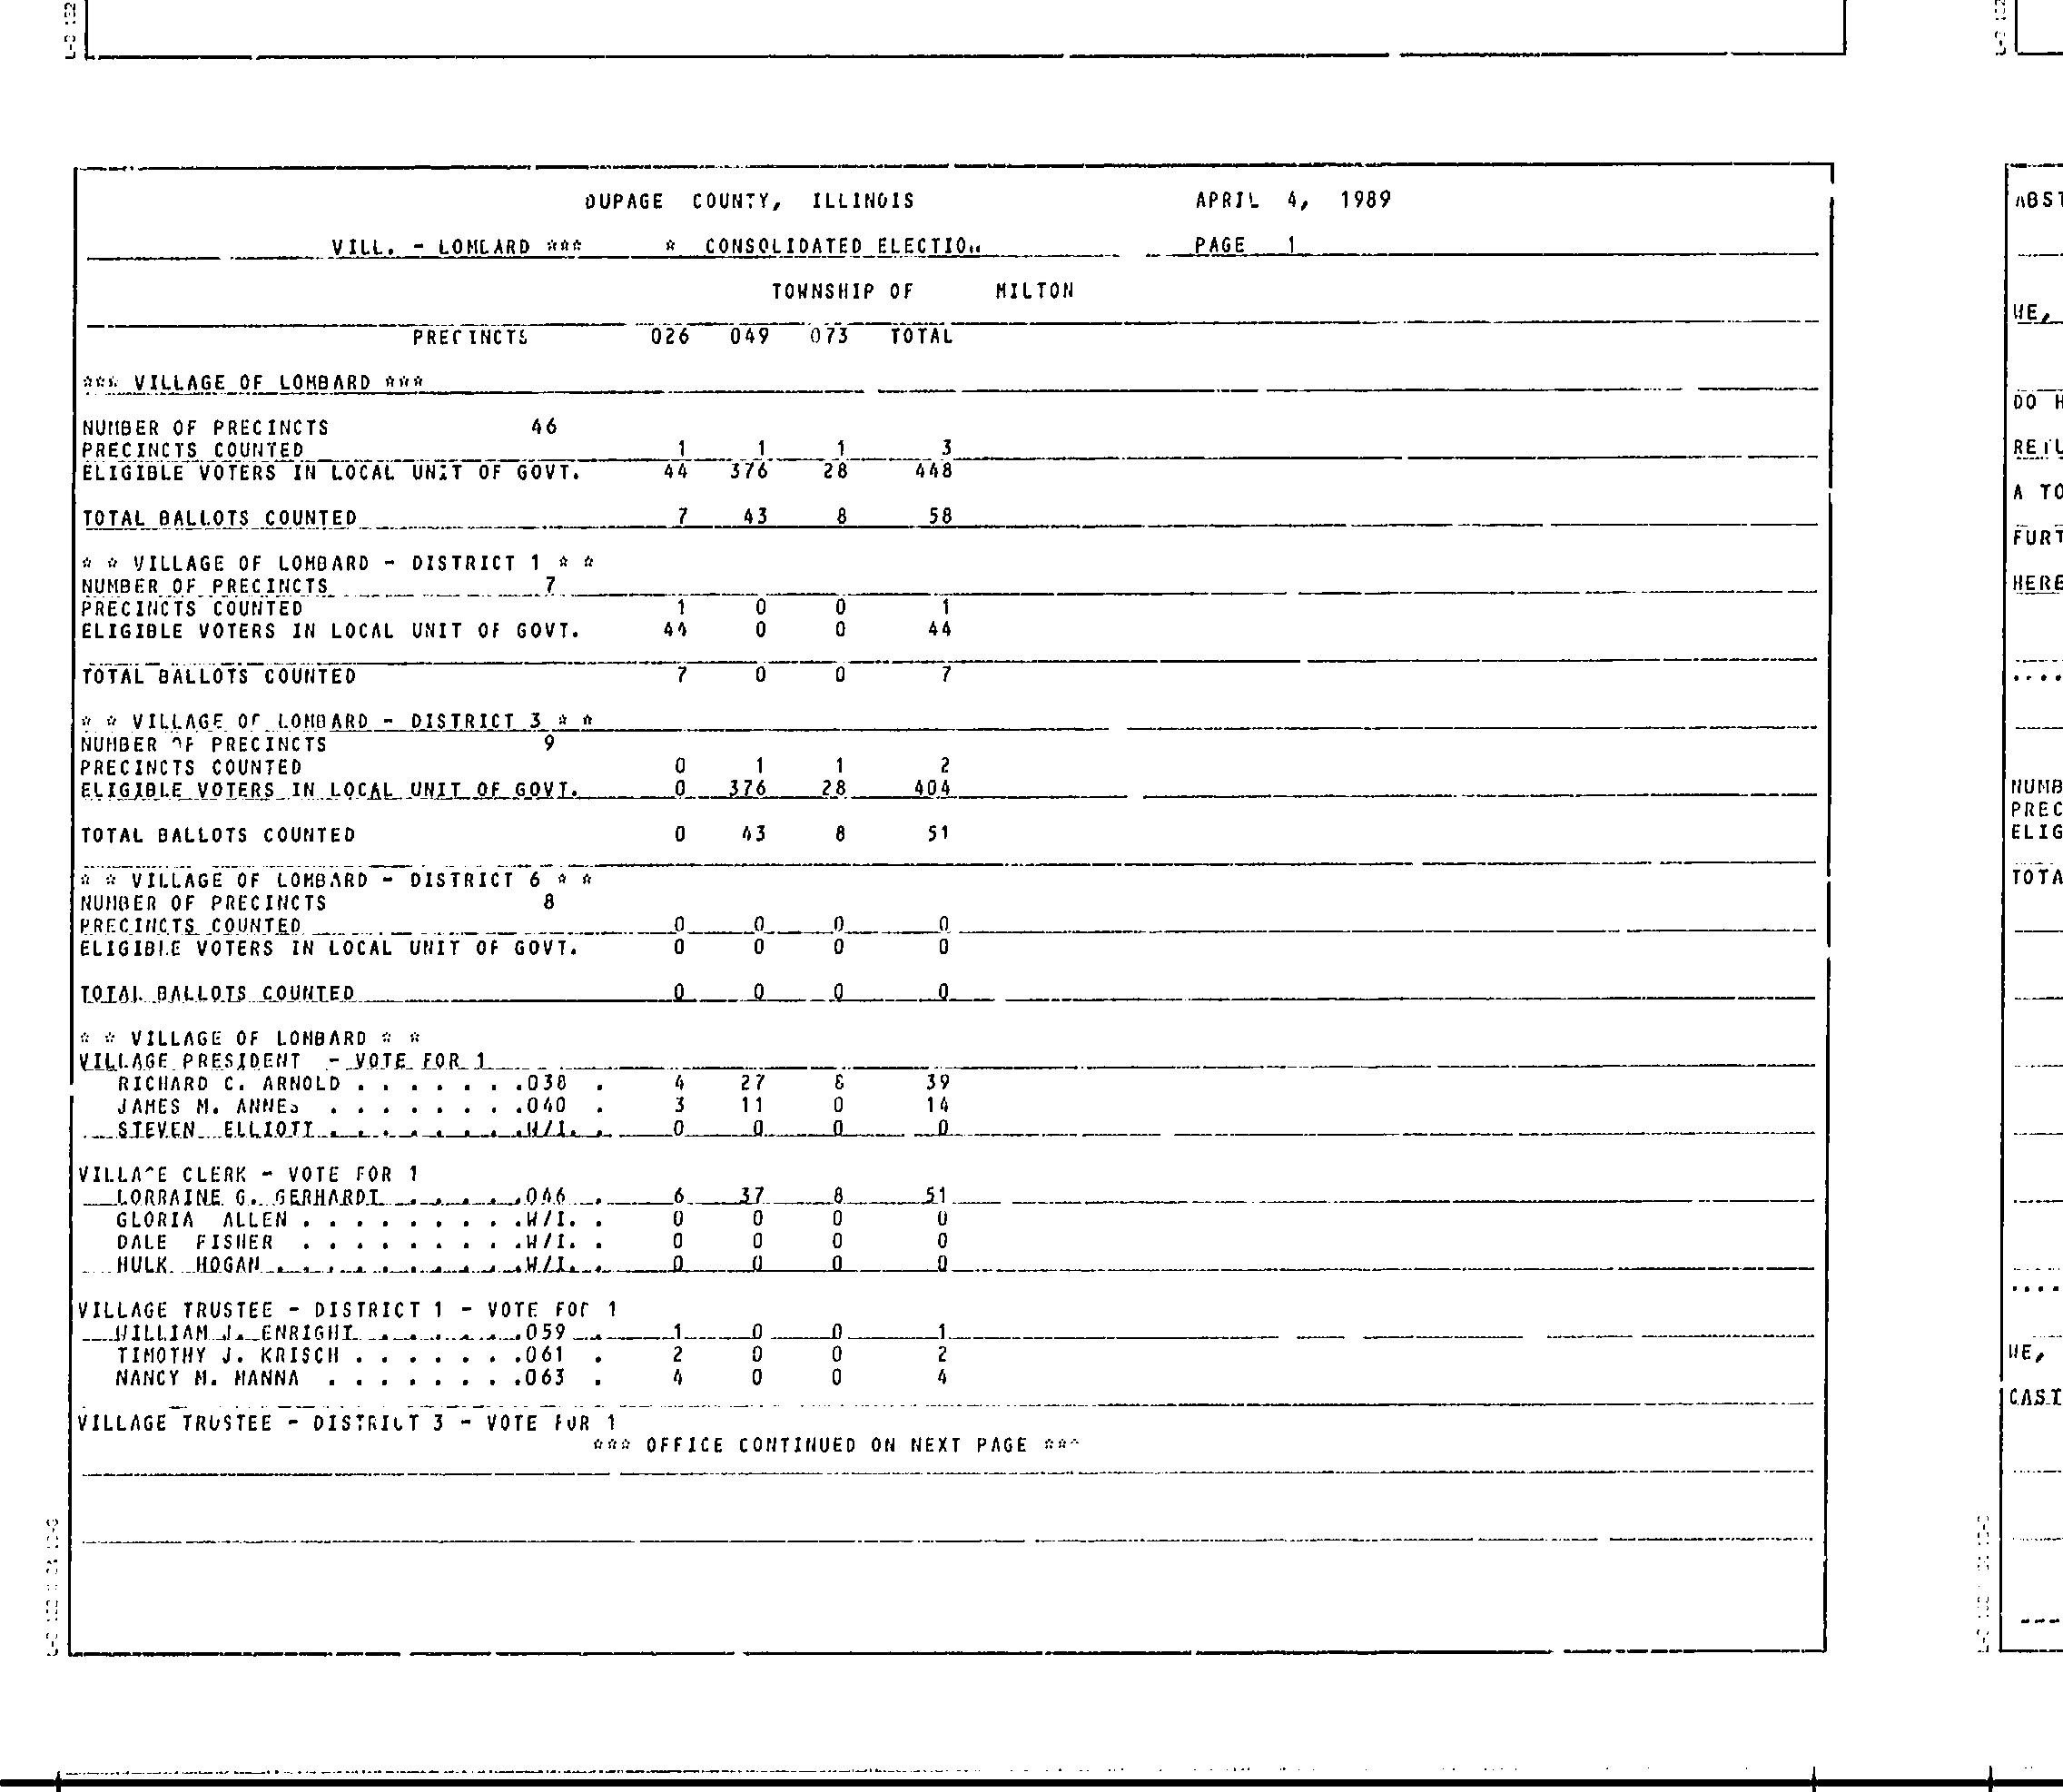 DUPAGE COUNTY, ILLINOIS APRIL 4, 1989
VILL. - LOMBARD *** * CONSOLIDATED ELECTION PAGE 1
TOWNSHIP OF MILTON
PRECINCTS 026 049 073 TOTAL
*** VILLAGE OF LOMBARD ***
NUMBER OF PRECINCTS 46
PRECINCTS COUNTED 1 1 1 3
ELIGIBLE VOTERS IN LOCAL UNIT OF GOVT. 44 376 28 448
TOTAL BALLOTS COUNTED 7 43 8 58
* * VILLAGE OF LOMBARD - DISTRICT 1 * *
NUMBER OF PRECINCTS 7
PRECINCTS COUNTED 1 0 0 1
ELIGIBLE VOTERS IN LOCAL UNIT OF GOVT. 44 0 0 44
TOTAL BALLOTS COUNTED 7 0 0 7
* * VILLAGE OF LOMBARD - DISTRICT 3 * *
NUMBER OF PRECINCTS 9
PRECINCTS COUNTED 0 1 1 2
ELIGIBLE VOTERS IN LOCAL UNIT OF GOVT. 0 376 28 404
TOTAL BALLOTS COUNTED 0 43 8 51
* * VILLAGE OF LOMBARD - DISTRICT 6 * *
NUMBER OF PRECINCTS 8
PRECINCTS COUNTED 0 0 0 0
ELIGIBLE VOTERS IN LOCAL UNIT OF GOVT. 0 0 0 0
TOTAL BALLOTS COUNTED 0 0 0 0
* * VILLAGE OF LOMBARD * *
VILLAGE PRESIDENT - VOTE FOR 1
RICHARD C. ARNOLD . . . . . . .038 . 4 27 8 39
JAMES M. ANNES . . . . . . . .040 . 3 11 0 14
STEVEN ELLIOTT . . . . . . . .W/I. . 0 0 0 0
VILLAGE CLERK - VOTE FOR 1
LORRAINE G. GERHARDT . . . . .046 . 6 37 8 51
GLORIA ALLEN . . . . . . . . .W/I. . 0 0 0 0
DALE FISHER . . . . . . . . .W/I. . 0 0 0 0
HULK HOGAN . . . . . . . . . .W/I. . 0 0 0 0
VILLAGE TRUSTEE - DISTRICT 1 - VOTE FOR 1
WILLIAM J. ENRIGHT . . . . . .059 . 1 0 0 1
TIMOTHY J. KRISCH . . . . . . .061 . 2 0 0 2
NANCY M. MANNA . . . . . . . .063 . 4 0 0 4
VILLAGE TRUSTEE - DISTRICT 3 - VOTE FOR 1
*** OFFICE CONTINUED ON NEXT PAGE ***
ABST
WE,
DO H
RETU
A TO
FURT
HERE
....
NUMB
PREC
ELIG
TOTA
....
WE,
CAST
----